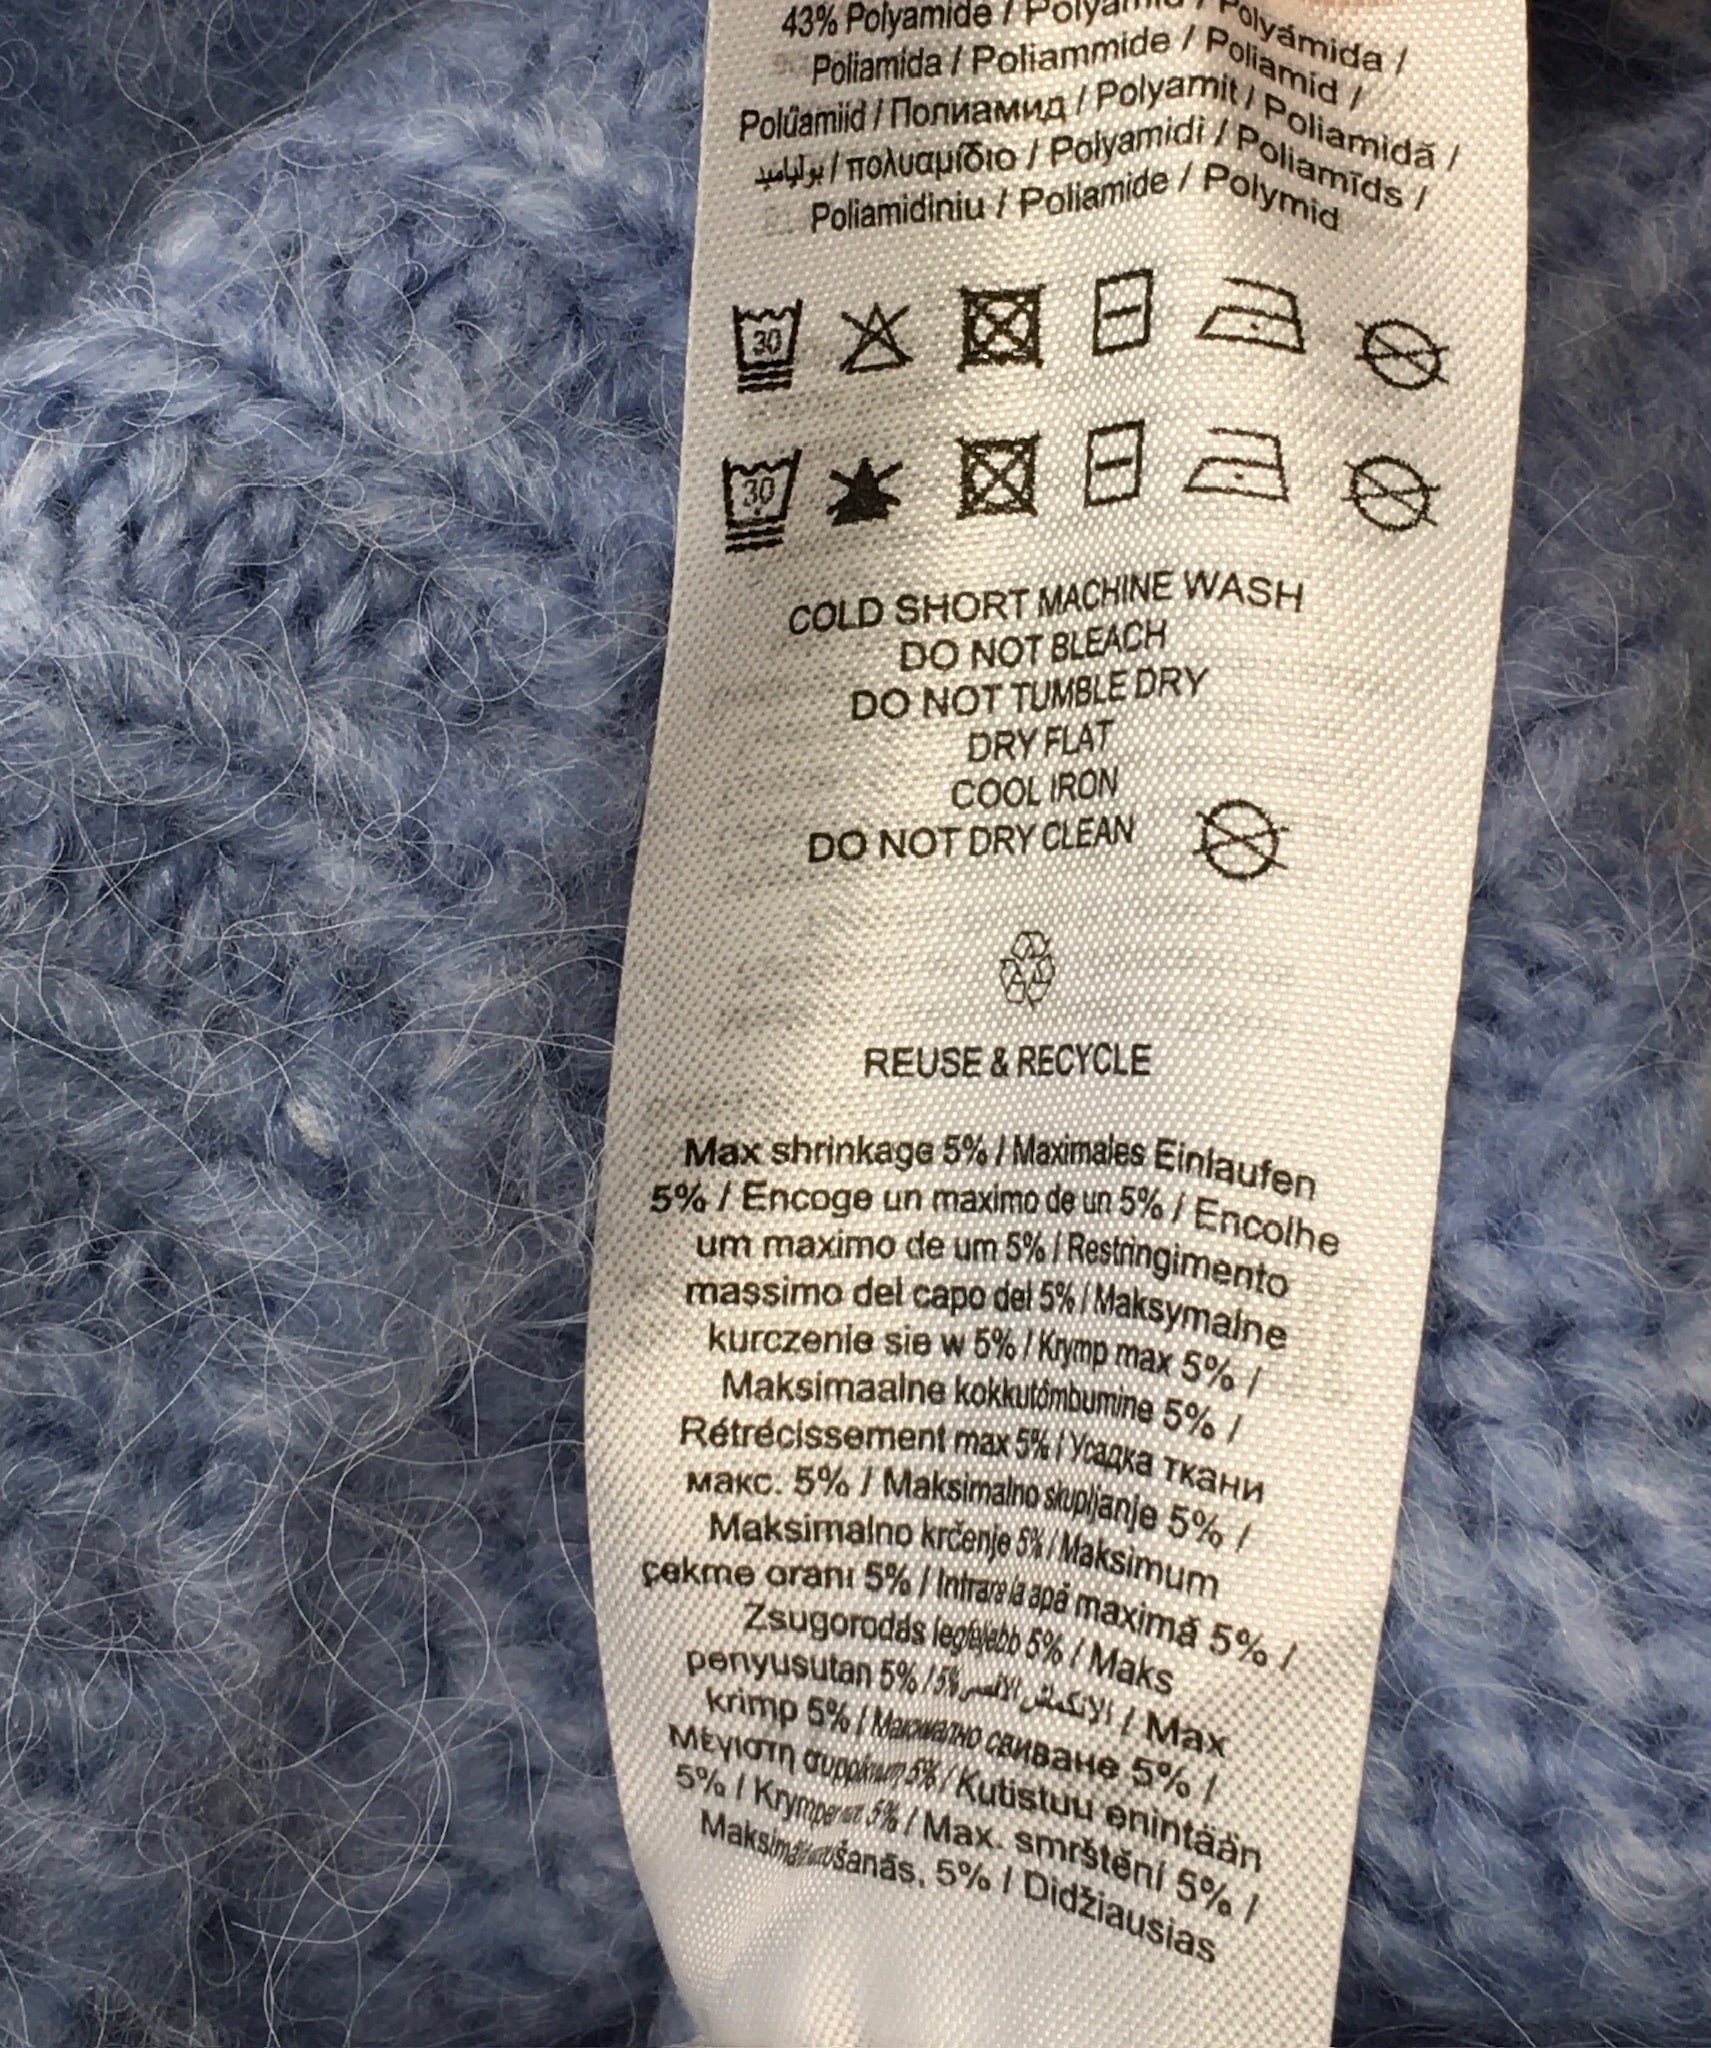 43% Polyamide / Polyamid / Polyámida /
Poliamida / Poliammide / Poliamid /
Polüamiid / Полиамид / Polyamit / Poliamidă /
بولياميد / πολυαμίδιο / Polyamidi / Poliamīds /
Poliamidiniu / Poliamide / Polymid
30
30
COLD SHORT MACHINE WASH
DO NOT BLEACH
DO NOT TUMBLE DRY
DRY FLAT
COOL IRON
DO NOT DRY CLEAN
REUSE & RECYCLE
Max shrinkage 5% / Maximales Einlaufen
5% / Encoge un maximo de un 5% / Encolhe
um maximo de um 5% / Restringimento
massimo del capo del 5% / Maksymalne
kurczenie sie w 5% / Krymp max 5% /
Maksimaalne kokkutõmbumine 5% /
Rétrécissement max 5% / Усадка ткани
макс. 5% / Maksimalno skupljanje 5% /
Maksimalno krčenje 5% / Maksimum
çekme oranı 5% / Intrare la apă maximă 5% /
Zsugorodás legfeljebb 5% / Maks
penyusutan 5% / 5% / Max
krimp 5% / свиване 5% /
Μέγιστη 5% / Kutistuu enintään
5% / 5% / Max. smrštění 5% /
5% / Didžiausias